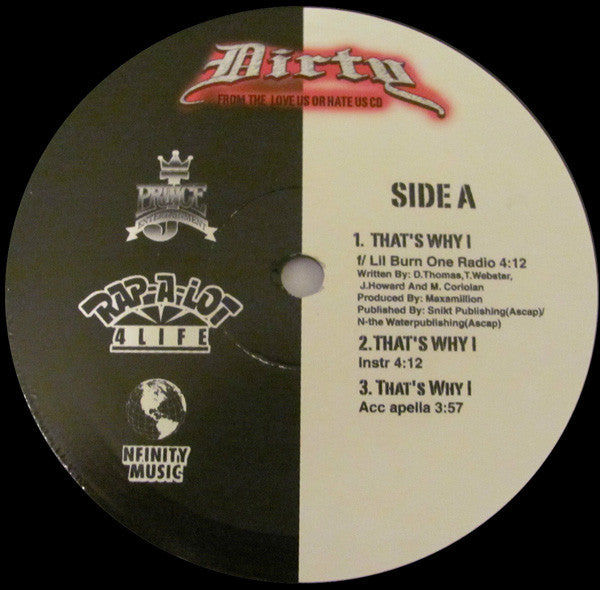 Dirty
FROM THE LOVE US OR HATE US CD
J
PRINCE
ENTERTAINMENT
RAP-A-LOT
4 LIFE
NFINITY
MUSIC
SIDE A
1. THAT'S WHY I
f/ Lil Burn One Radio 4:12
Written By: D.Thomas,T.Webster,
J.Howard And M. Coriolan
Produced By: Maxamillion
Published By: Snikt Publishing(Ascap)/
N-the Waterpublishing(Ascap)
2.THAT'S WHY I
Instr 4:12
3. THAT'S WHY I
Acc apella 3:57